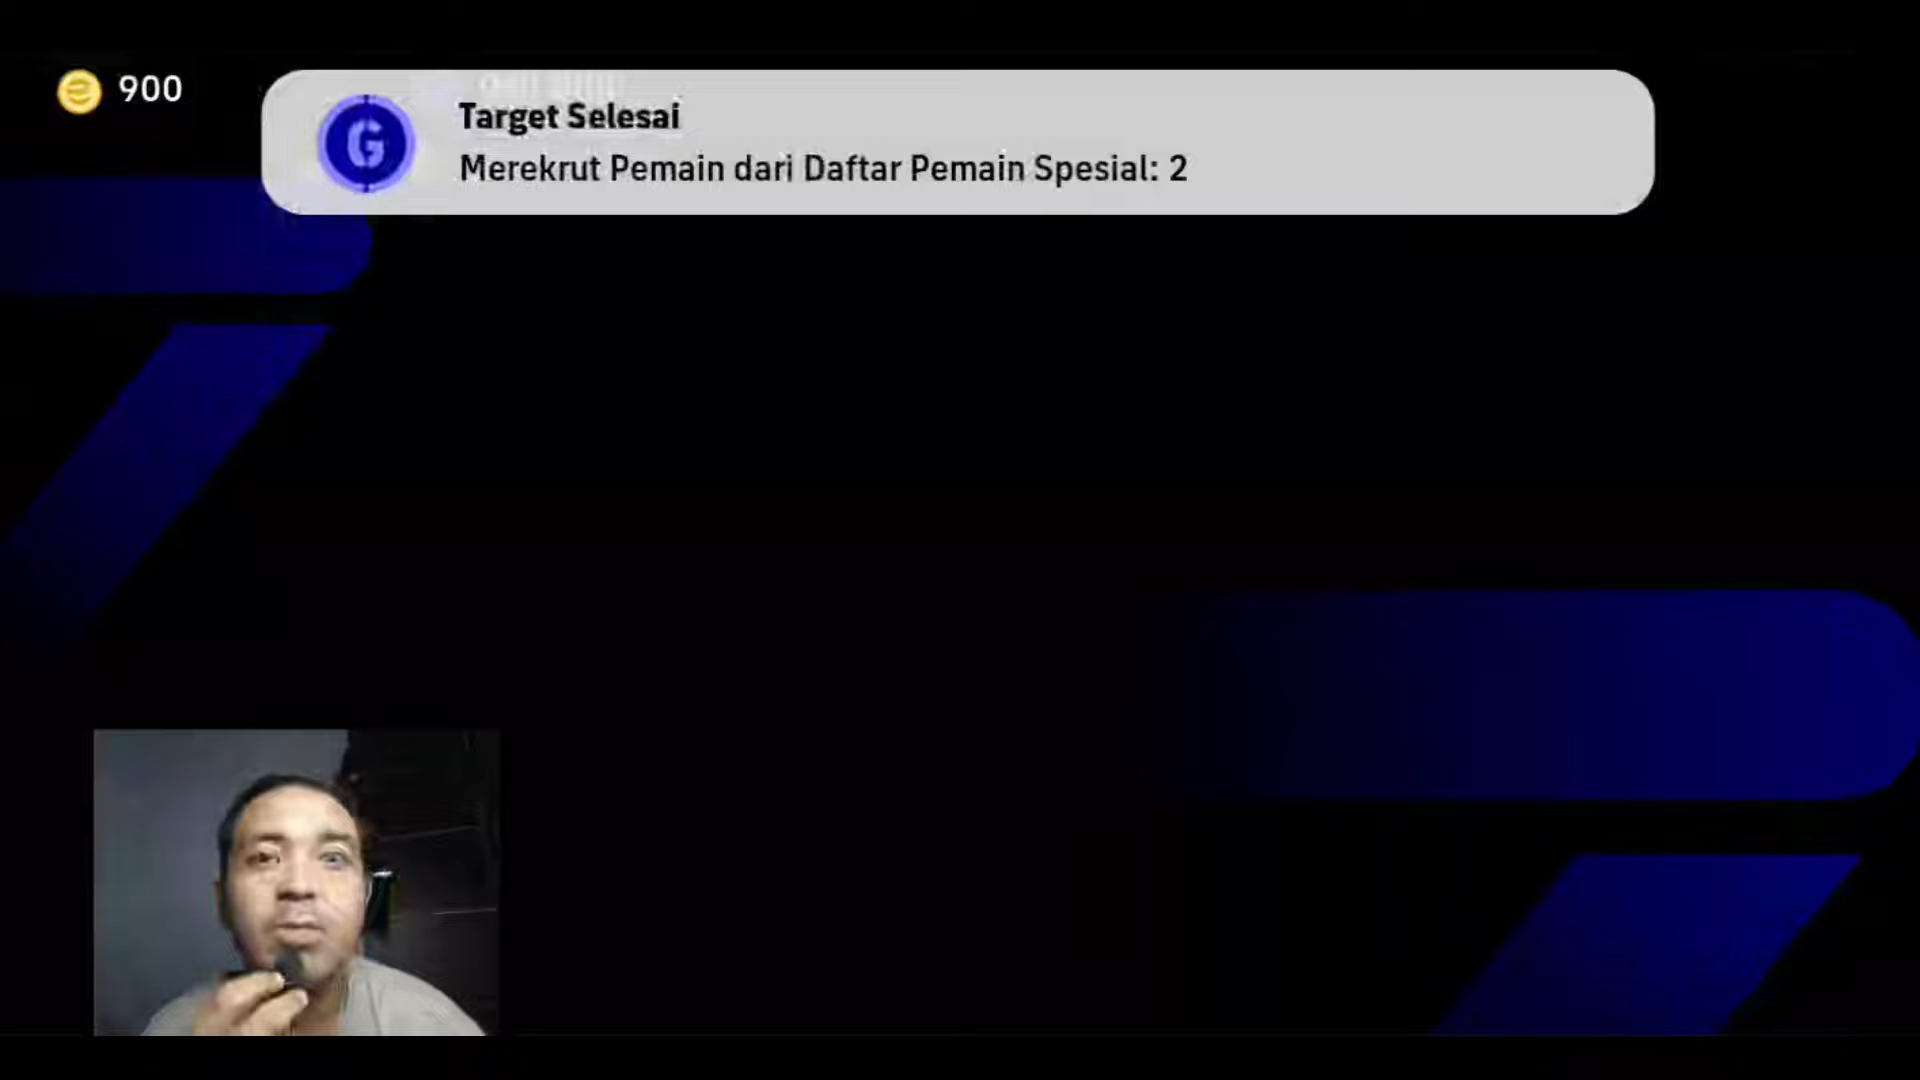 900
Target Selesai
G
Merekrut Pemain dari Daftar Pemain Spesial: 2